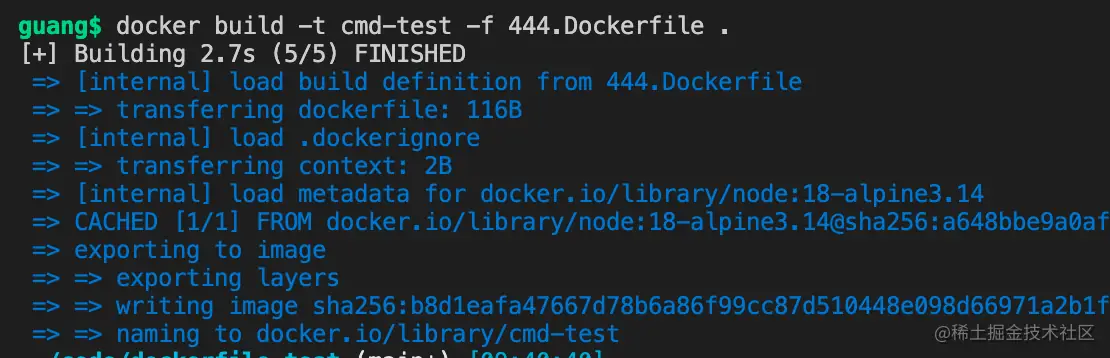 guang$ docker build -t cmd-test -f 444.Dockerfile .
[+] Building 2.7s (5/5) FINISHED
=> [internal] load build definition from 444.Dockerfile
=> => transferring dockerfile: 116B
=> [internal] load .dockerignore
=> => transferring context: 2B
=> [internal] load metadata for docker.io/library/node:18-alpine3.14
=> CACHED [1/1] FROM docker.io/library/node:18-alpine3.14@sha256:a648bbe9a0af
=> exporting to image
=> => exporting layers
=> => writing image sha256:b8d1eafa47667d78b6a86f99cc87d510448e098d66971a2b1f
=> => naming to docker.io/library/cmd-test
@稀土掘金技术社区